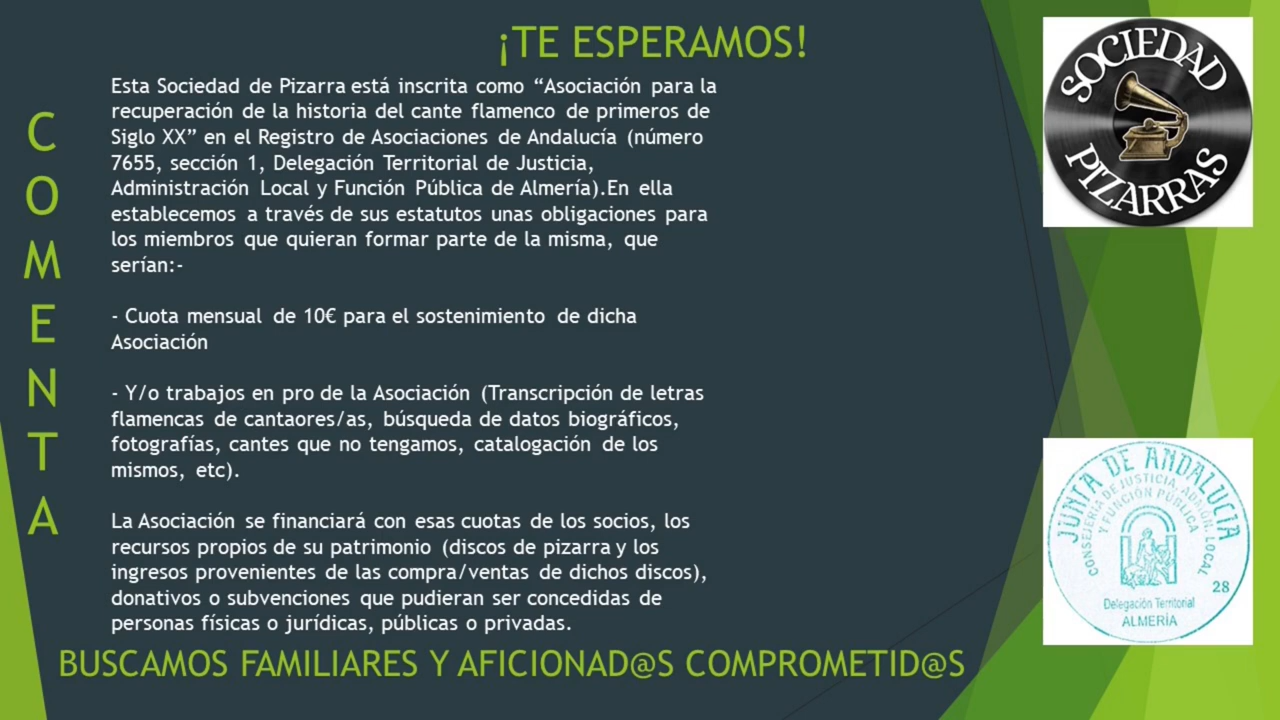 ¡TE ESPERAMOS!
COMENTA
Esta Sociedad de Pizarra está inscrita como “Asociación para la
recuperación de la historia del cante flamenco de primeros de
Siglo XX” en el Registro de Asociaciones de Andalucía (número
7655, sección 1, Delegación Territorial de Justicia,
Administración Local y Función Pública de Almería).En ella
establecemos a través de sus estatutos unas obligaciones para
los miembros que quieran formar parte de la misma, que
serían:-
- Cuota mensual de 10€ para el sostenimiento de dicha
Asociación
- Y/o trabajos en pro de la Asociación (Transcripción de letras
flamencas de cantaores/as, búsqueda de datos biográficos,
fotografías, cantes que no tengamos, catalogación de los
mismos, etc).
La Asociación se financiará con esas cuotas de los socios, los
recursos propios de su patrimonio (discos de pizarra y los
ingresos provenientes de las compra/ventas de dichos discos),
donativos o subvenciones que pudieran ser concedidas de
personas físicas o jurídicas, públicas o privadas.
BUSCAMOS FAMILIARES Y AFICIONAD@S COMPROMETID@S
SOCIEDAD
PIZARRAS
JUNTA DE ANDALUCIA
CONSEJERÍA DE JUSTICIA, ADMÓN. LOCAL
Y FUNCIÓN PÚBLICA
28
Delegación Territorial
ALMERÍA